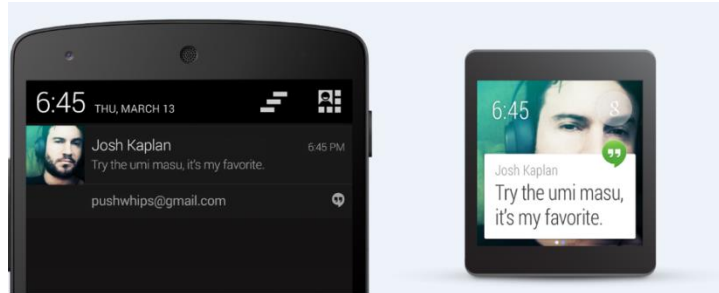 6:45 THU, MARCH 13
Josh Kaplan 6:45 PM
Try the umi masu, it's my favorite.
pushwhips@gmail.com
6:45
Josh Kaplan
Try the umi masu,
it's my favorite.